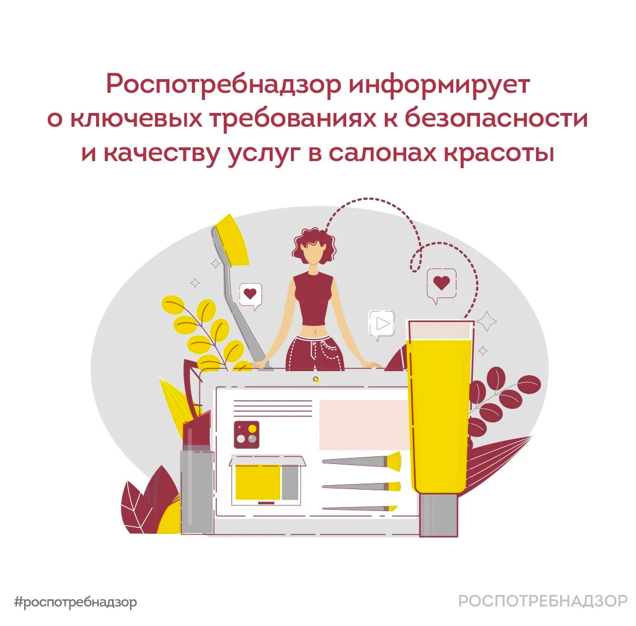 Роспотребнадзор информирует
о ключевых требованиях к безопасности
и качеству услуг в салонах красоты
#роспотребнадзор
РОСПОТРЕБНАДЗОР